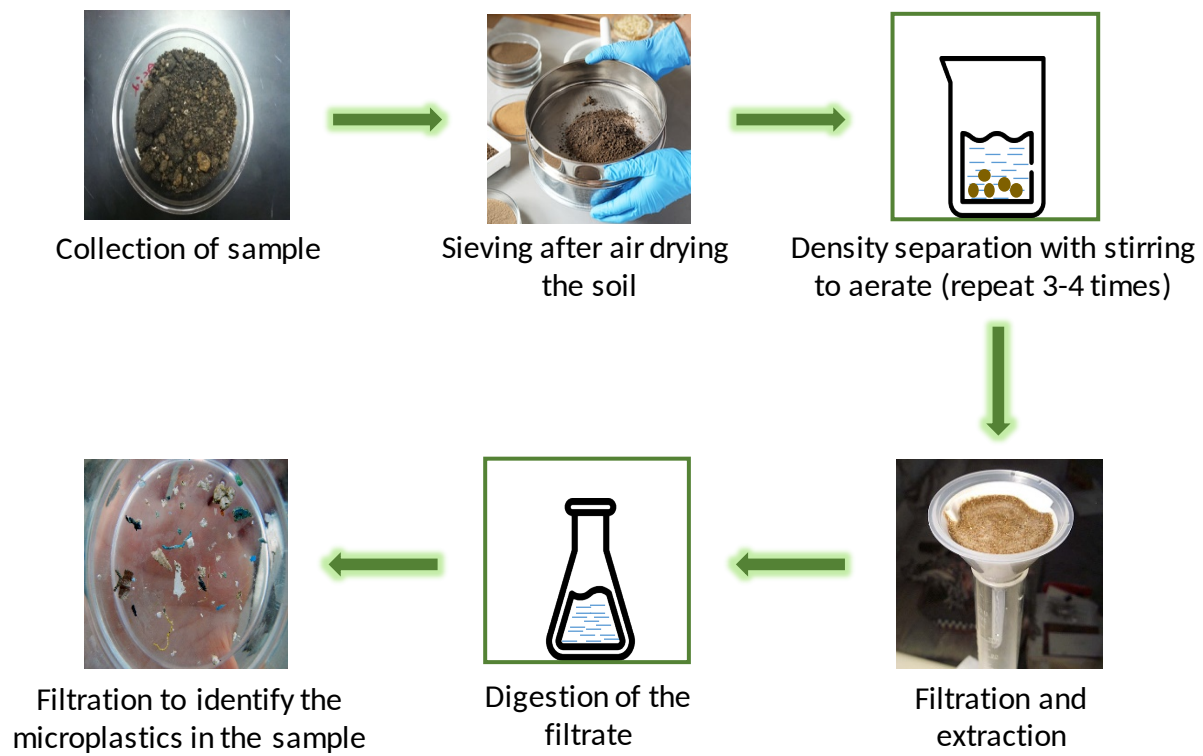 Collection of sample
Sieving after air drying
the soil
Density separation with stirring
to aerate (repeat 3-4 times)
Filtration and
extraction
Digestion of the
filtrate
Filtration to identify the
microplastics in the sample